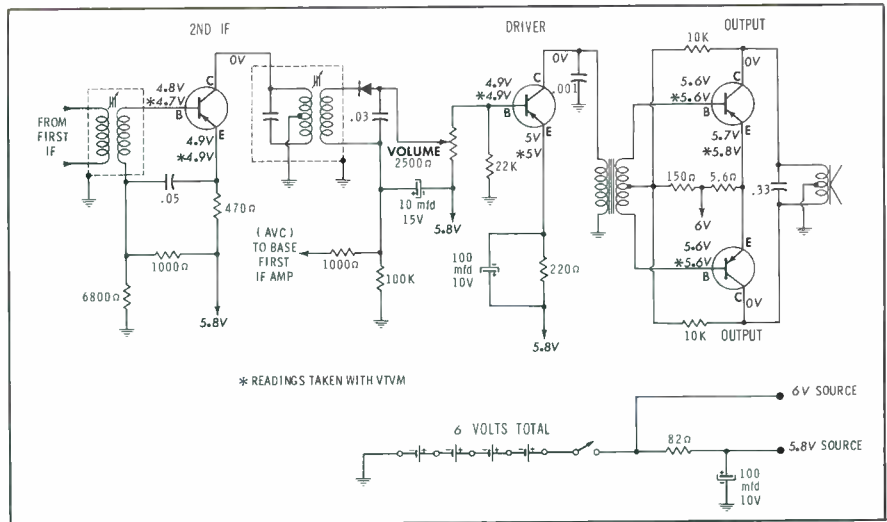 2ND IF
DRIVER
OUTPUT
10K
C
0V
C
0V
.001
C
0V
4.8V
*4.7V
B
4.9V
*4.9V
B
5.6V
*5.6V
B
FROM
FIRST
IF
E
4.9V
*4.9V
.03
VOLUME
2500Ω
E
5V
*5V
22K
E
5.7V
*5.8V
150Ω
5.6Ω
.33
6V
.05
470Ω
10 mfd
15V
5.8V
(AVC)
TO BASE
FIRST
IF AMP
1000Ω
1000Ω
100K
6800Ω
5.8V
100
mfd
10V
220Ω
5.8V
E
5.6V
*5.6V
B
C
0V
10K
OUTPUT
* READINGS TAKEN WITH VTVM
6 VOLTS TOTAL
6V SOURCE
82Ω
5.8V SOURCE
100
mfd
10V